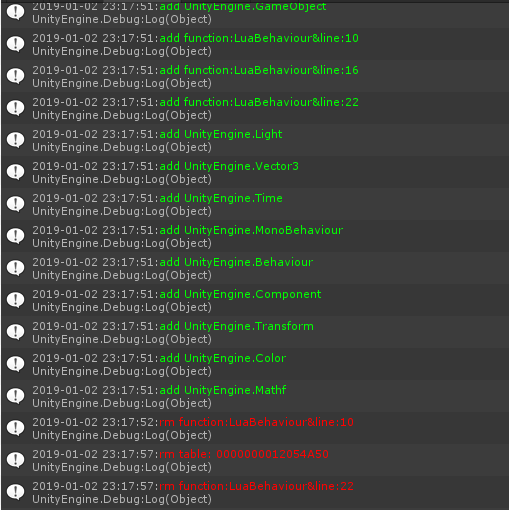 2019-01-02 23:17:51:add UnityEngine.GameObject
UnityEngine.Debug:Log(Object)
2019-01-02 23:17:51:add function:LuaBehaviour&line:10
UnityEngine.Debug:Log(Object)
2019-01-02 23:17:51:add function:LuaBehaviour&line:16
UnityEngine.Debug:Log(Object)
2019-01-02 23:17:51:add function:LuaBehaviour&line:22
UnityEngine.Debug:Log(Object)
2019-01-02 23:17:51:add UnityEngine.Light
UnityEngine.Debug:Log(Object)
2019-01-02 23:17:51:add UnityEngine.Vector3
UnityEngine.Debug:Log(Object)
2019-01-02 23:17:51:add UnityEngine.Time
UnityEngine.Debug:Log(Object)
2019-01-02 23:17:51:add UnityEngine.MonoBehaviour
UnityEngine.Debug:Log(Object)
2019-01-02 23:17:51:add UnityEngine.Behaviour
UnityEngine.Debug:Log(Object)
2019-01-02 23:17:51:add UnityEngine.Component
UnityEngine.Debug:Log(Object)
2019-01-02 23:17:51:add UnityEngine.Transform
UnityEngine.Debug:Log(Object)
2019-01-02 23:17:51:add UnityEngine.Color
UnityEngine.Debug:Log(Object)
2019-01-02 23:17:51:add UnityEngine.Mathf
UnityEngine.Debug:Log(Object)
2019-01-02 23:17:52:rm function:LuaBehaviour&line:10
UnityEngine.Debug:Log(Object)
2019-01-02 23:17:57:rm table: 0000000012654A50
UnityEngine.Debug:Log(Object)
2019-01-02 23:17:57:rm function:LuaBehaviour&line:22
UnityEngine.Debug:Log(Object)